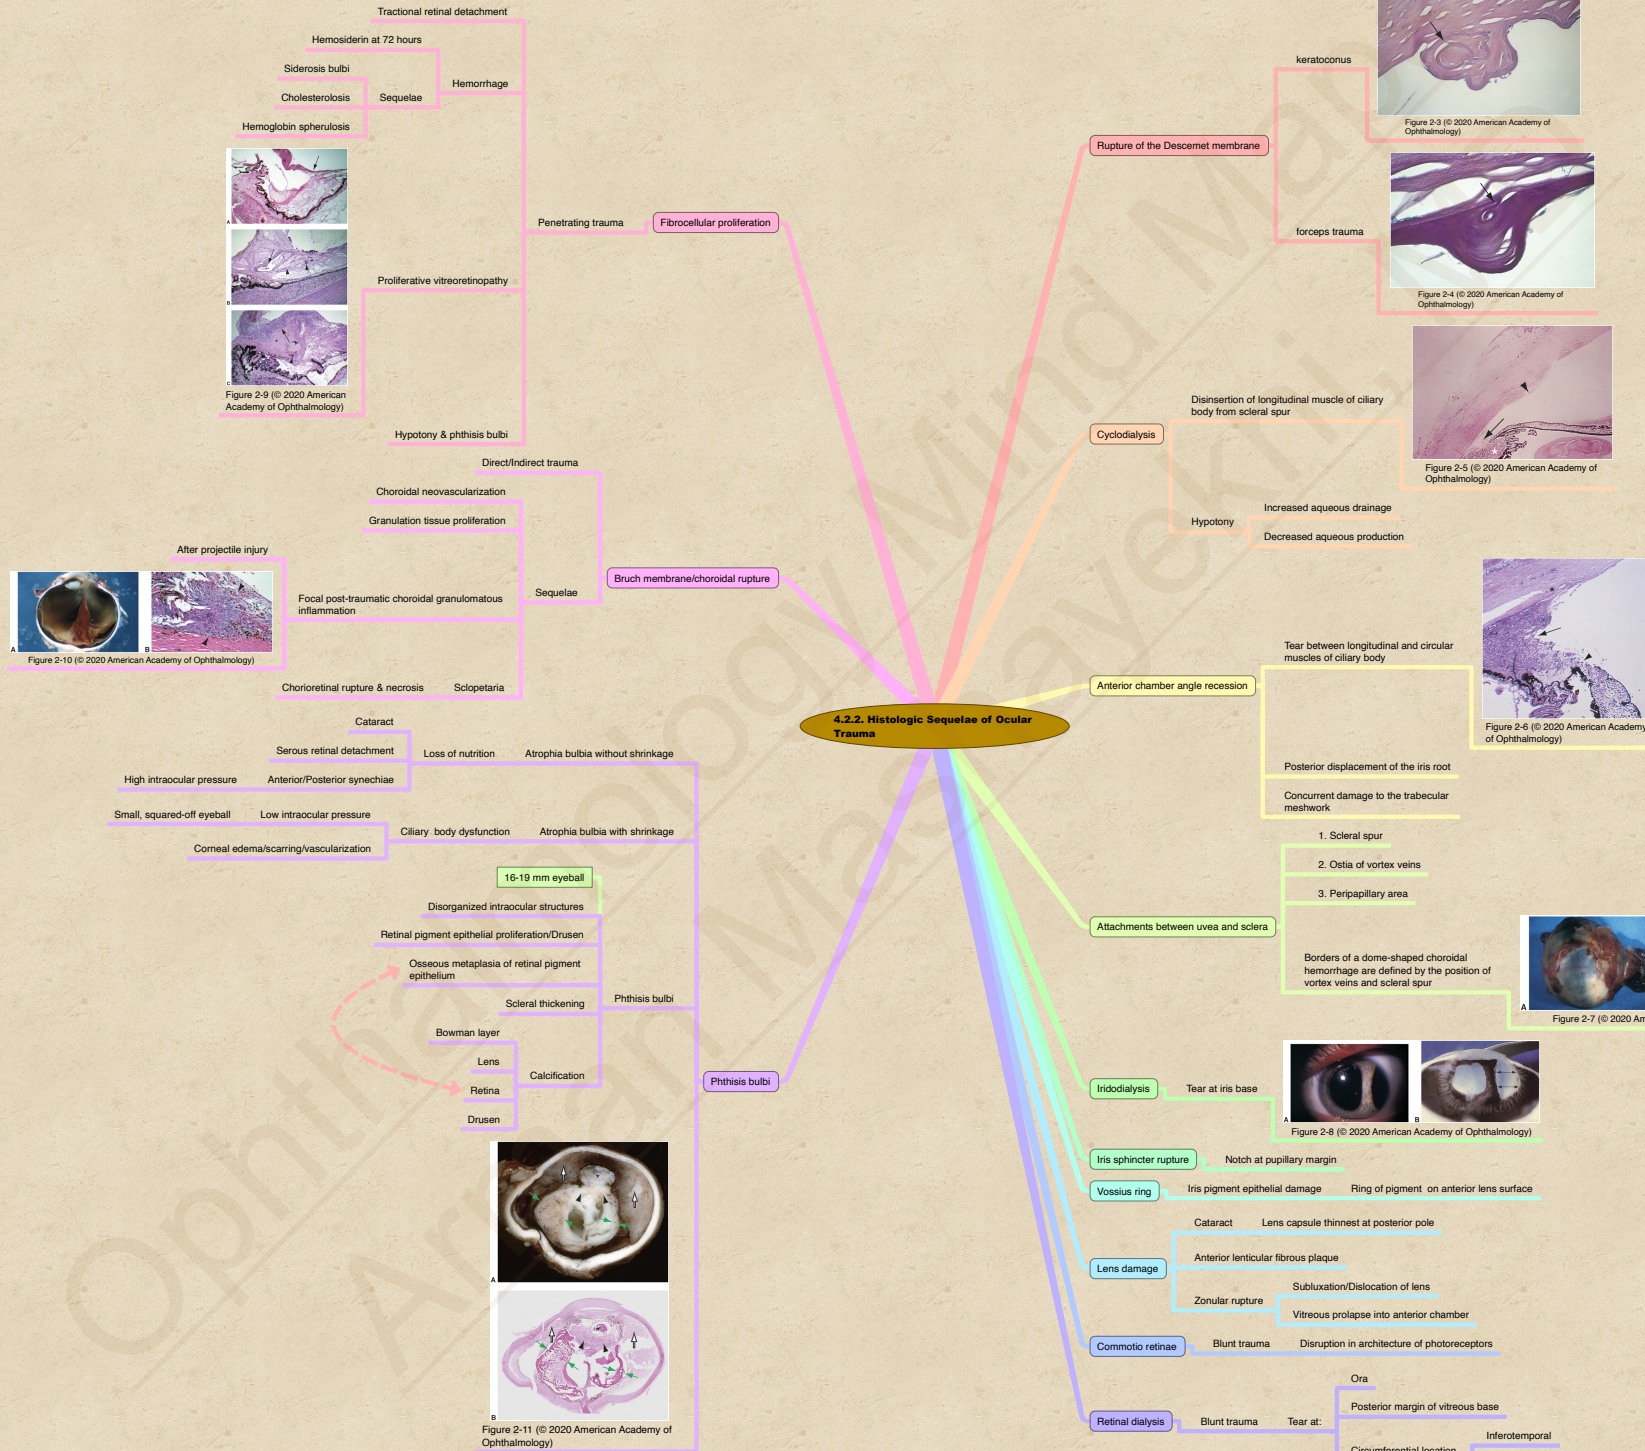 4.2.2. Histologic Sequelae of Ocular
Trauma
Rupture of the Descemet membrane
keratoconus
Figure 2-3 (© 2020 American Academy of
Ophthalmology)
forceps trauma
Figure 2-4 (© 2020 American Academy of
Ophthalmology)
Cyclodialysis
Disinsertion of longitudinal muscle of ciliary
body from scleral spur
Figure 2-5 (© 2020 American Academy of
Ophthalmology)
Hypotony
Increased aqueous drainage
Decreased aqueous production
Anterior chamber angle recession
Tear between longitudinal and circular
muscles of ciliary body
Figure 2-6 (© 2020 American Academy
of Ophthalmology)
Posterior displacement of the iris root
Concurrent damage to the trabecular
meshwork
Attachments between uvea and sclera
1. Scleral spur
2. Ostia of vortex veins
3. Peripapillary area
Borders of a dome-shaped choroidal
hemorrhage are defined by the position of
vortex veins and scleral spur
A
Figure 2-7 (© 2020 Am
Iridodialysis
Tear at iris base
A
B
Figure 2-8 (© 2020 American Academy of Ophthalmology)
Iris sphincter rupture
Notch at pupillary margin
Vossius ring
Iris pigment epithelial damage
Ring of pigment  on anterior lens surface
Lens damage
Cataract
Lens capsule thinnest at posterior pole
Anterior lenticular fibrous plaque
Zonular rupture
Subluxation/Dislocation of lens
Vitreous prolapse into anterior chamber
Commotio retinae
Blunt trauma
Disruption in architecture of photoreceptors
Retinal dialysis
Blunt trauma
Tear at:
Ora
Posterior margin of vitreous base
Circumferential location
Inferotemporal
Fibrocellular proliferation
Penetrating trauma
Tractional retinal detachment
Hemorrhage
Hemosiderin at 72 hours
Sequelae
Siderosis bulbi
Cholesterolosis
Hemoglobin spherulosis
Proliferative vitreoretinopathy
A
B
C
Figure 2-9 (© 2020 American
Academy of Ophthalmology)
Hypotony & phthisis bulbi
Bruch membrane/choroidal rupture
Direct/Indirect trauma
Sequelae
Choroidal neovascularization
Granulation tissue proliferation
Focal post-traumatic choroidal granulomatous
inflammation
After projectile injury
A
B
Figure 2-10 (© 2020 American Academy of Ophthalmology)
Sclopetaria
Chorioretinal rupture & necrosis
Phthisis bulbi
Atrophia bulbia without shrinkage
Loss of nutrition
Cataract
Serous retinal detachment
Anterior/Posterior synechiae
High intraocular pressure
Atrophia bulbia with shrinkage
Ciliary  body dysfunction
Low intraocular pressure
Small, squared-off eyeball
Corneal edema/scarring/vascularization
Phthisis bulbi
16-19 mm eyeball
Disorganized intraocular structures
Retinal pigment epithelial proliferation/Drusen
Osseous metaplasia of retinal pigment
epithelium
Scleral thickening
Calcification
Bowman layer
Lens
Retina
Drusen
A
B
Figure 2-11 (© 2020 American Academy of
Ophthalmology)